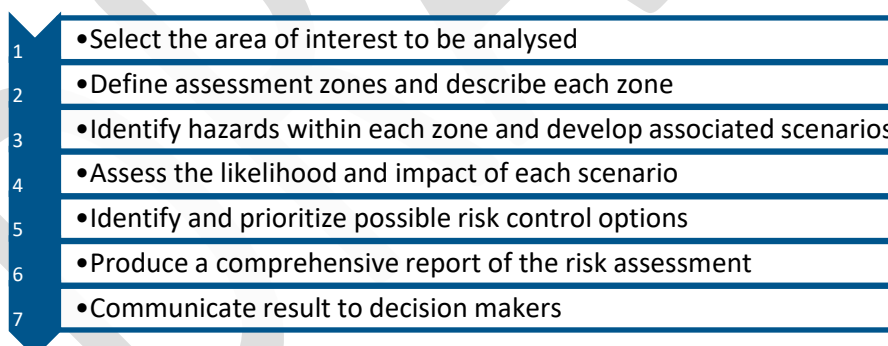 1 •Select the area of interest to be analysed
2 •Define assessment zones and describe each zone
3 •Identify hazards within each zone and develop associated scenarios
4 •Assess the likelihood and impact of each scenario
5 •Identify and prioritize possible risk control options
6 •Produce a comprehensive report of the risk assessment
7 •Communicate result to decision makers